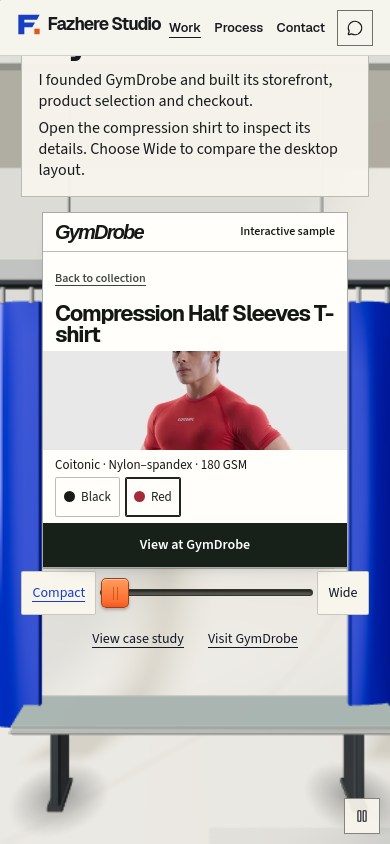 Fazhere Studio Work Process Contact
I founded GymDrobe and built its storefront,
product selection and checkout.
Open the compression shirt to inspect its
details. Choose Wide to compare the desktop
layout.
GymDrobe Interactive sample
Back to collection
Compression Half Sleeves T-
shirt
Coitonic · Nylon–spandex · 180 GSM
Black Red
View at GymDrobe
Compact Wide
View case study Visit GymDrobe